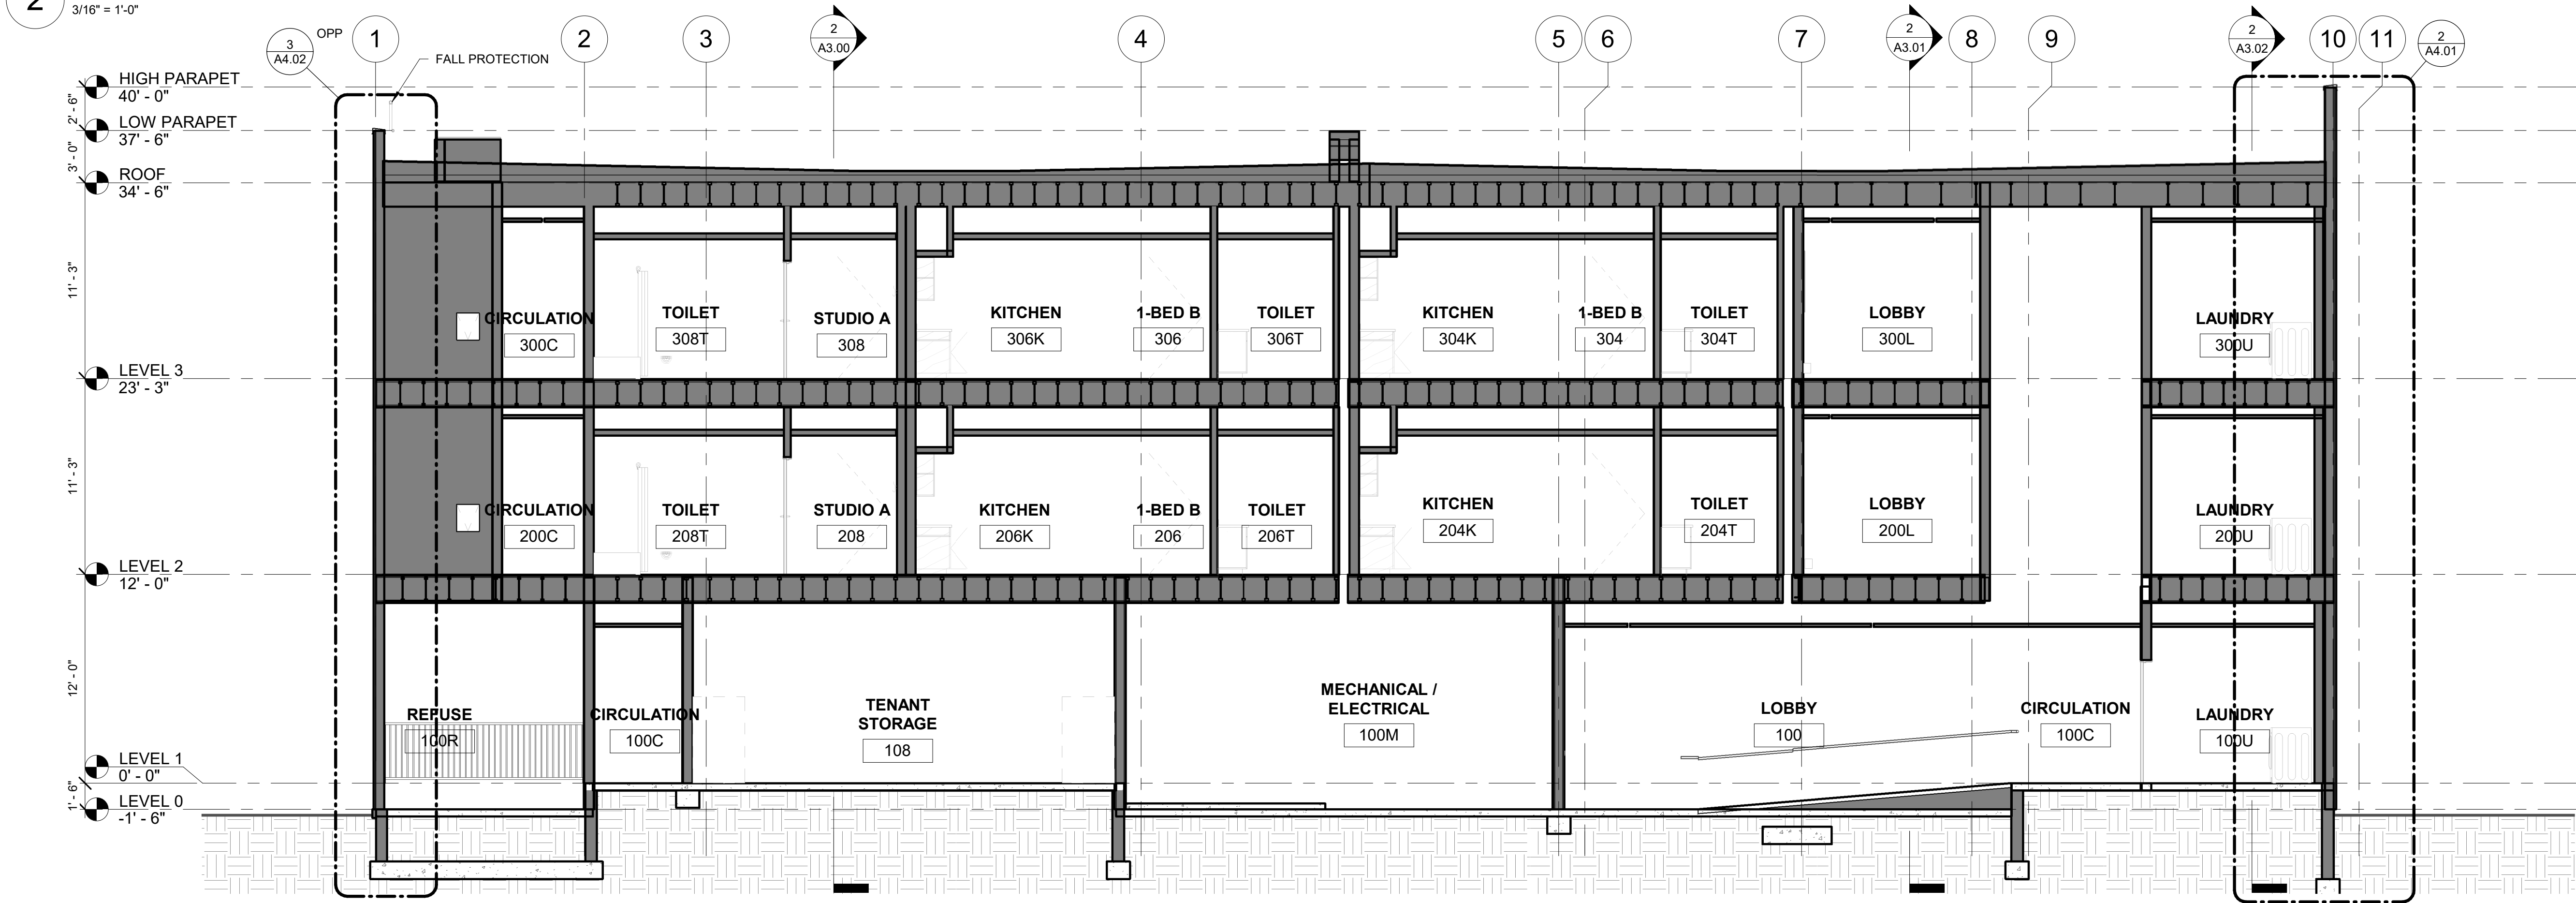 2
3/16" = 1'-0"
3
A4.02
OPP
1
2
3
2
A3.00
4
5
6
7
2
A3.01
8
9
2
A3.02
10
11
2
A4.01
FALL PROTECTION
HIGH PARAPET
40' - 0"
2' - 6"
LOW PARAPET
37' - 6"
3' - 0"
ROOF
34' - 6"
11' - 3"
CIRCULATION
300C
TOILET
308T
STUDIO A
308
KITCHEN
306K
1-BED B
306
TOILET
306T
KITCHEN
304K
1-BED B
304
TOILET
304T
LOBBY
300L
LAUNDRY
300U
LEVEL 3
23' - 3"
11' - 3"
CIRCULATION
200C
TOILET
208T
STUDIO A
208
KITCHEN
206K
1-BED B
206
TOILET
206T
KITCHEN
204K
TOILET
204T
LOBBY
200L
LAUNDRY
200U
LEVEL 2
12' - 0"
12' - 0"
REFUSE
100R
CIRCULATION
100C
TENANT
STORAGE
108
MECHANICAL /
ELECTRICAL
100M
LOBBY
100
CIRCULATION
100C
LAUNDRY
100U
LEVEL 1
0' - 0"
1' - 6"
LEVEL 0
-1' - 6"